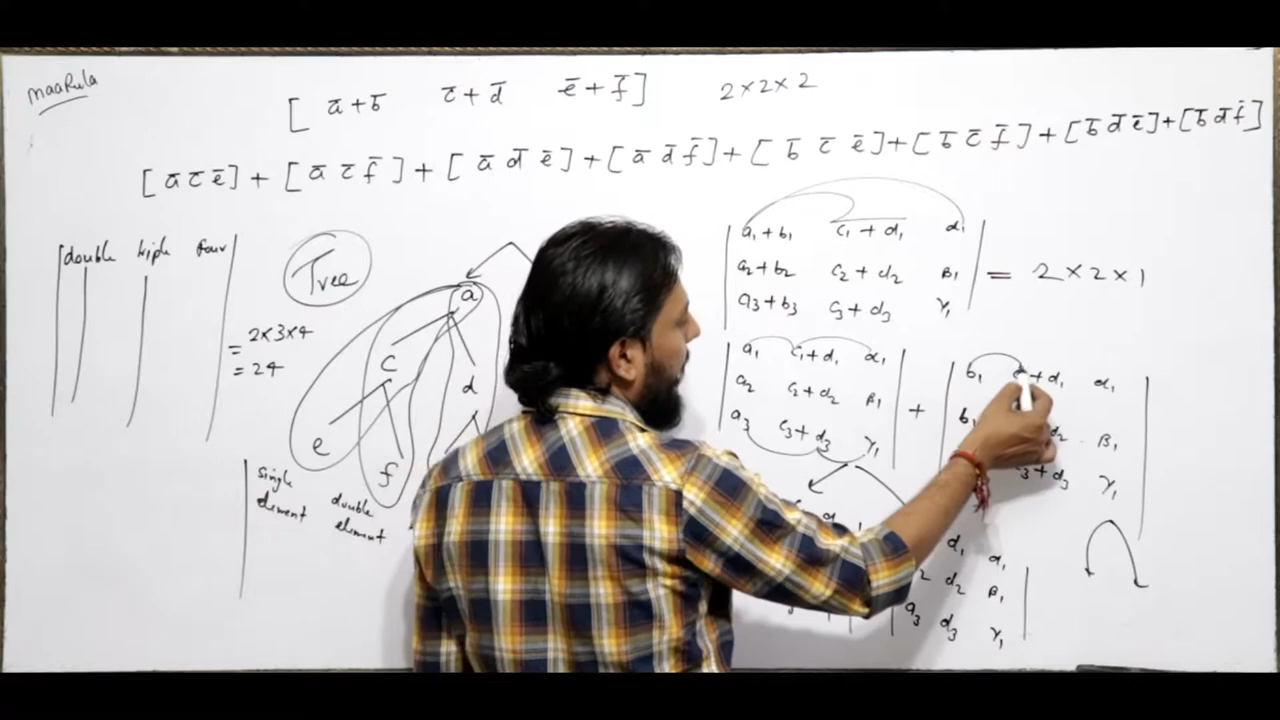 maaRula
[ a̅ + b̅ c̅ + d̅ e̅ + f̅ ] 2×2×2
[ a̅ c̅ e̅ ] + [ a̅ c̅ f̅ ] + [ a̅ d̅ e̅ ] + [ a̅ d̅ f̅ ] + [ b̅ c̅ e̅ ] + [ b̅ c̅ f̅ ] + [ b̅ d̅ e̅ ] + [ b̅ d̅ f̅ ]
double triple four
= 2×3×4
= 24
Tree
a
c
d
e
f
single double
element element
a₁ + b₁ c₁ + d₁ α₁
a₂ + b₂ c₂ + d₂ β₁ = 2×2×1
a₃ + b₃ c₃ + d₃ γ₁
a₁ c₁ + d₁ α₁
a₂ c₂ + d₂ β₁
a₃ c₃ + d₃ γ₁
+
b₁ + d₁ α₁
b₁ d₂ β₁
₃ + d₃ γ₁
d₁ α₁
₂ d₂ β₁
a₃ d₃ γ₁